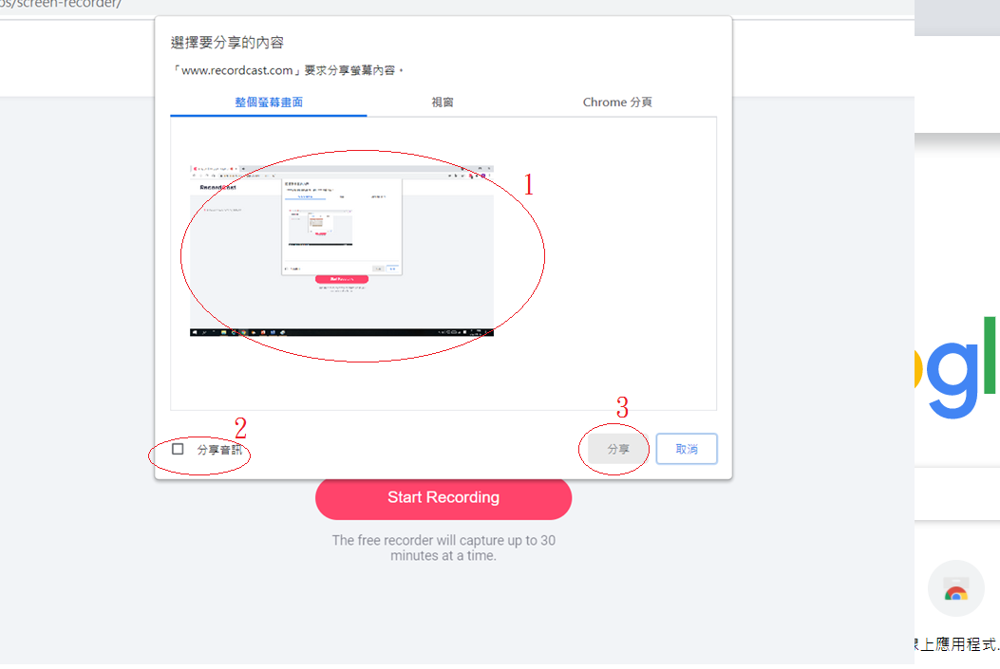 os/screen-recorder/
選擇要分享的內容
「www.recordcast.com」要求分享螢幕內容。
整個螢幕畫面 視窗 Chrome 分頁
1
RecordCast
2
3
分享音訊
分享 取消
Start Recording
The free recorder will capture up to 30
minutes at a time.
ogl
線上應用程式...